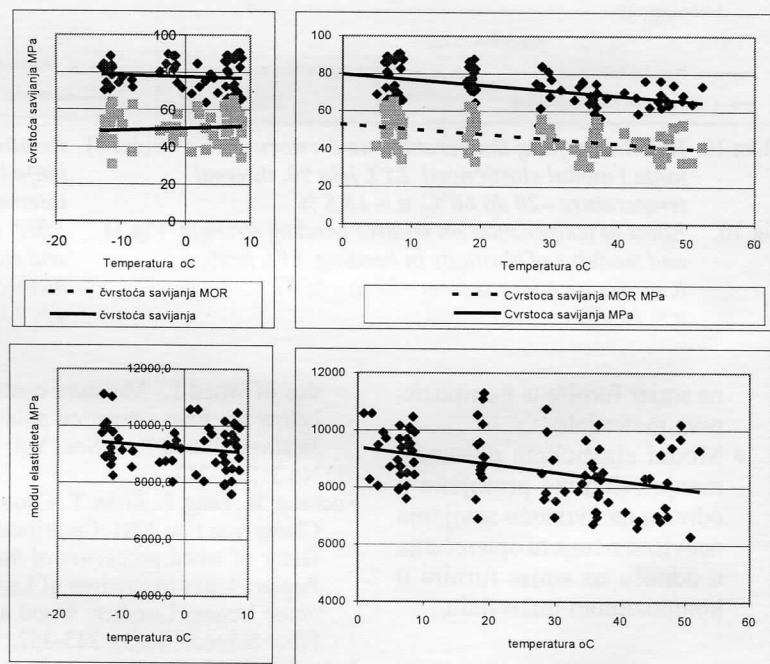 čvrstoća savijanja MPa
100
80
60
40
20
0
-20 -10 0 10
Temperatura oC
čvrstoća savijanja MOR
čvrstoća savijanja
100
80
60
40
20
0
0 10 20 30 40 50 60
Temperatura oC
Cvrstoca savijanja MOR MPa
Cvrstoca savijanja MPa
modul elasticiteta MPa
12000,0
10000,0
8000,0
6000,0
4000,0
-20 0 20
temperatura oC
12000
10000
8000
6000
4000
0 10 20 30 40 50 60
temperatura oC